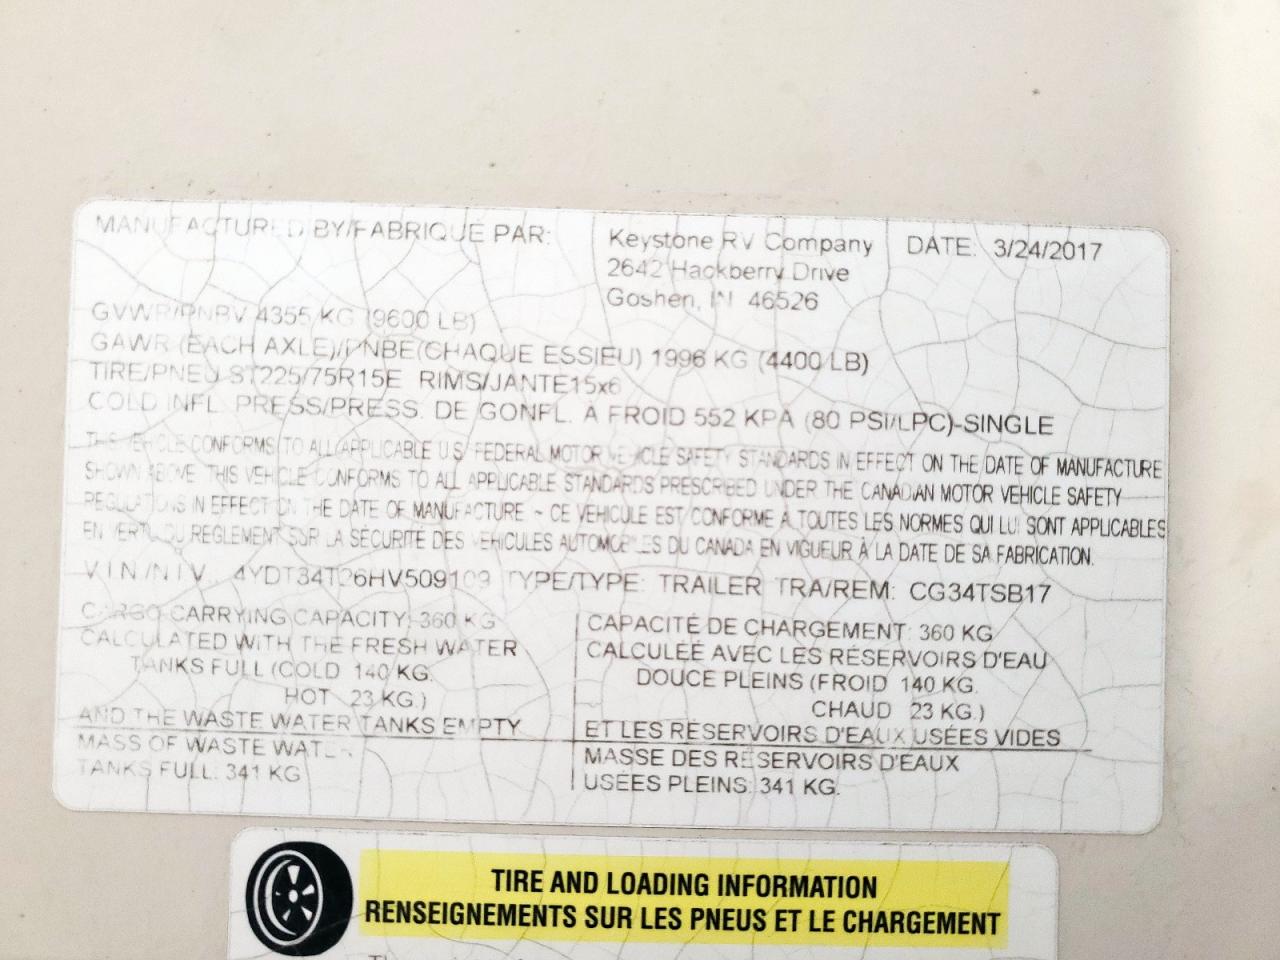 MANUFACTURED BY/FABRIQUE PAR: Keystone RV Company DATE: 3/24/2017
2642 Hackberry Drive
Goshen, IN 46526
GVWR/PNBV 4355 KG (9600 LB)
GAWR (EACH AXLE)/PNBE(CHAQUE ESSIEU) 1996 KG (4400 LB)
TIRE/PNEU ST225/75R15E RIMS/JANTE15x6
COLD INFL. PRESS/PRESS. DE GONFL. À FROID 552 KPA (80 PSI/LPC)-SINGLE
THIS VEHICLE CONFORMS TO ALL APPLICABLE U.S. FEDERAL MOTOR VEHICLE SAFETY STANDARDS IN EFFECT ON THE DATE OF MANUFACTURE
SHOWN ABOVE. THIS VEHICLE CONFORMS TO ALL APPLICABLE STANDARDS PRESCRIBED UNDER THE CANADIAN MOTOR VEHICLE SAFETY
REGULATIONS IN EFFECT ON THE DATE OF MANUFACTURE ~ CE VEHICULE EST CONFORME À TOUTES LES NORMES QUI LUI SONT APPLICABLES
EN VERTU DU REGLEMENT SUR LA SÉCURITÉ DES VEHICULES AUTOMOBILES DU CANADA EN VIGUEUR À LA DATE DE SA FABRICATION.
V.I.N./N.I.V.: 4YDT34T26HV509109 TYPE/TYPE: TRAILER TRA/REM: CG34TSB17
CARGO CARRYING CAPACITY: 360 KG
CALCULATED WITH THE FRESH WATER
TANKS FULL (COLD 140 KG.
HOT 23 KG.)
AND THE WASTE WATER TANKS EMPTY
MASS OF WASTE WATER
TANKS FULL: 341 KG
CAPACITÉ DE CHARGEMENT: 360 KG
CALCULÉE AVEC LES RÉSERVOIRS D'EAU
DOUCE PLEINS (FROID 140 KG.
CHAUD 23 KG.)
ET LES RÉSERVOIRS D'EAUX USÉES VIDES
MASSE DES RÉSERVOIRS D'EAUX
USÉES PLEINS: 341 KG.
TIRE AND LOADING INFORMATION
RENSEIGNEMENTS SUR LES PNEUS ET LE CHARGEMENT